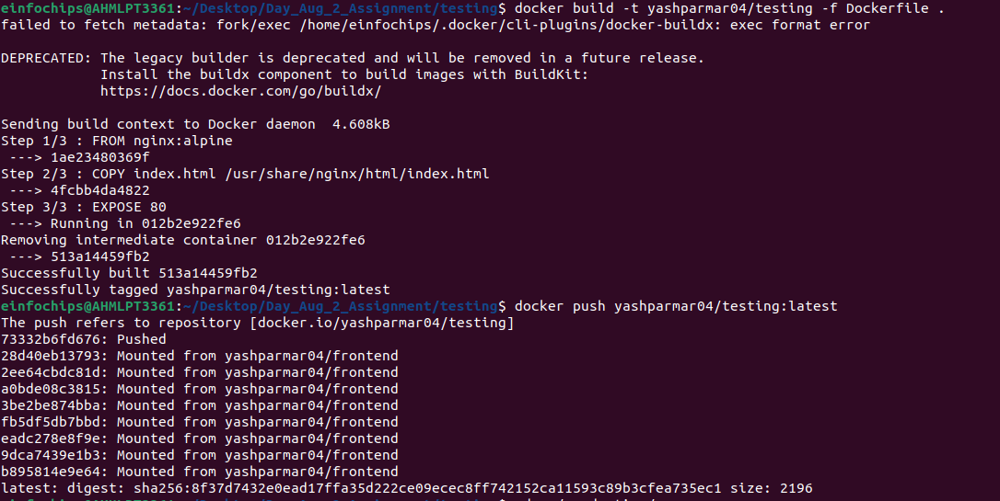 einfochips@AHMLPT3361:~/Desktop/Day_Aug_2_Assignment/testing$ docker build -t yashparmar04/testing -f Dockerfile .
failed to fetch metadata: fork/exec /home/einfochips/.docker/cli-plugins/docker-buildx: exec format error

DEPRECATED: The legacy builder is deprecated and will be removed in a future release.
            Install the buildx component to build images with BuildKit:
            https://docs.docker.com/go/buildx/

Sending build context to Docker daemon  4.608kB
Step 1/3 : FROM nginx:alpine
 ---> 1ae23480369f
Step 2/3 : COPY index.html /usr/share/nginx/html/index.html
 ---> 4fcbb4da4822
Step 3/3 : EXPOSE 80
 ---> Running in 012b2e922fe6
Removing intermediate container 012b2e922fe6
 ---> 513a14459fb2
Successfully built 513a14459fb2
Successfully tagged yashparmar04/testing:latest
einfochips@AHMLPT3361:~/Desktop/Day_Aug_2_Assignment/testing$ docker push yashparmar04/testing:latest
The push refers to repository [docker.io/yashparmar04/testing]
73332b6fd676: Pushed
28d40eb13793: Mounted from yashparmar04/frontend
2ee64cbdc81d: Mounted from yashparmar04/frontend
a0bde08c3815: Mounted from yashparmar04/frontend
3be2be874bba: Mounted from yashparmar04/frontend
fb5df5db7bbd: Mounted from yashparmar04/frontend
eadc278e8f9e: Mounted from yashparmar04/frontend
9dca7439e1b3: Mounted from yashparmar04/frontend
b895814e9e64: Mounted from yashparmar04/frontend
latest: digest: sha256:8f37d7432e0ead17ffa35d222ce09ecec8ff742152ca11593c89b3cfea735ec1 size: 2196